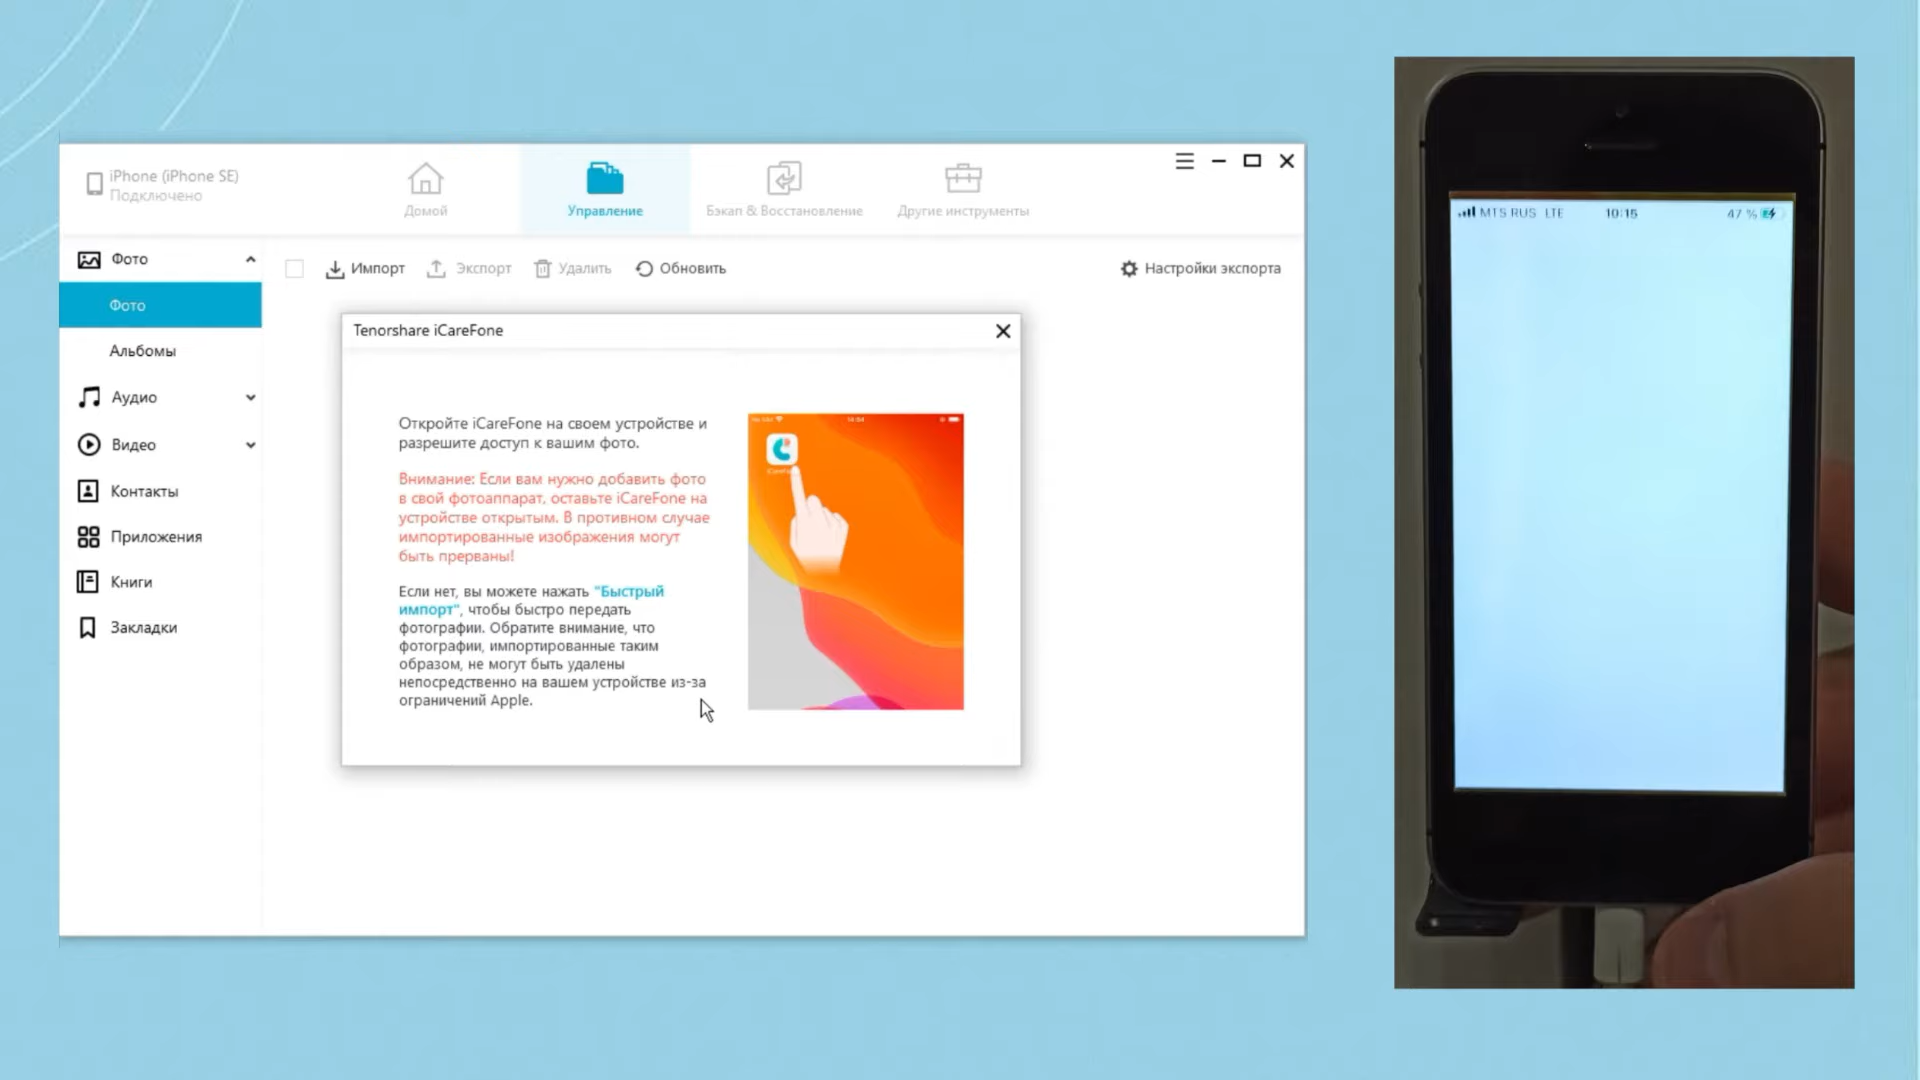 iPhone (iPhone SE)
Подключено
Домой
Управление
Бэкап & Восстановление
Другие инструменты
Фото
Фото
Альбомы
Аудио
Видео
Контакты
Приложения
Книги
Закладки
Импорт
Экспорт
Удалить
Обновить
Настройки экспорта
Tenorshare iCareFone
Откройте iCareFone на своем устройстве и
разрешите доступ к вашим фото.
Внимание: Если вам нужно добавить фото
в свой фотоаппарат, оставьте iCareFone на
устройстве открытым. В противном случае
импортированные изображения могут
быть прерваны!
Если нет, вы можете нажать "Быстрый
импорт", чтобы быстро передать
фотографии. Обратите внимание, что
фотографии, импортированные таким
образом, не могут быть удалены
непосредственно на вашем устройстве из-за
ограничений Apple.
MTS RUS LTE
10:15
47 %